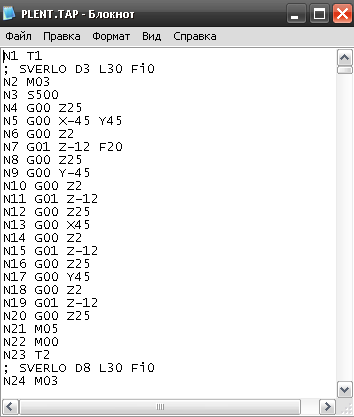 PLENT.TAP - Блокнот
Файл Правка Формат Вид Справка
N1 T1
; SVERLO D3 L30 Fi0
N2 M03
N3 S500
N4 G00 Z25
N5 G00 X-45 Y45
N6 G00 Z2
N7 G01 Z-12 F20
N8 G00 Z25
N9 G00 Y-45
N10 G00 Z2
N11 G01 Z-12
N12 G00 Z25
N13 G00 X45
N14 G00 Z2
N15 G01 Z-12
N16 G00 Z25
N17 G00 Y45
N18 G00 Z2
N19 G01 Z-12
N20 G00 Z25
N21 M05
N22 M00
N23 T2
; SVERLO D8 L30 Fi0
N24 M03